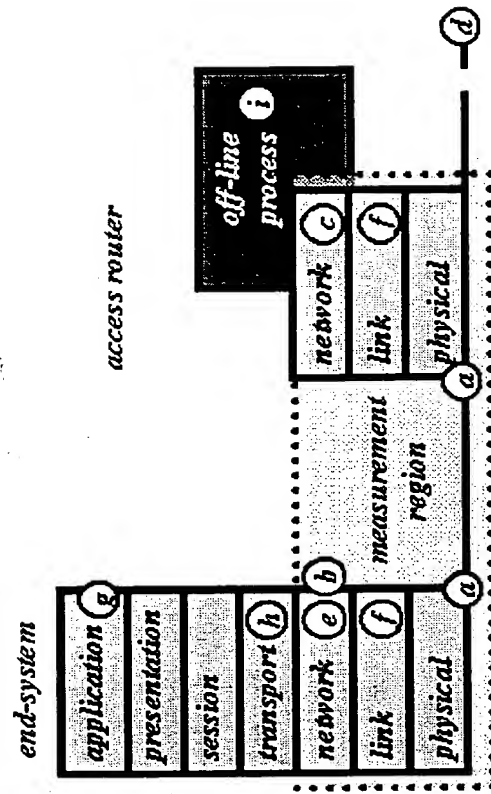 end-system
application g
presentation
session
transport h
network e
b
link f
physical
a
measurement
region
access router
off-line
process i
network c
link f
physical
a
d